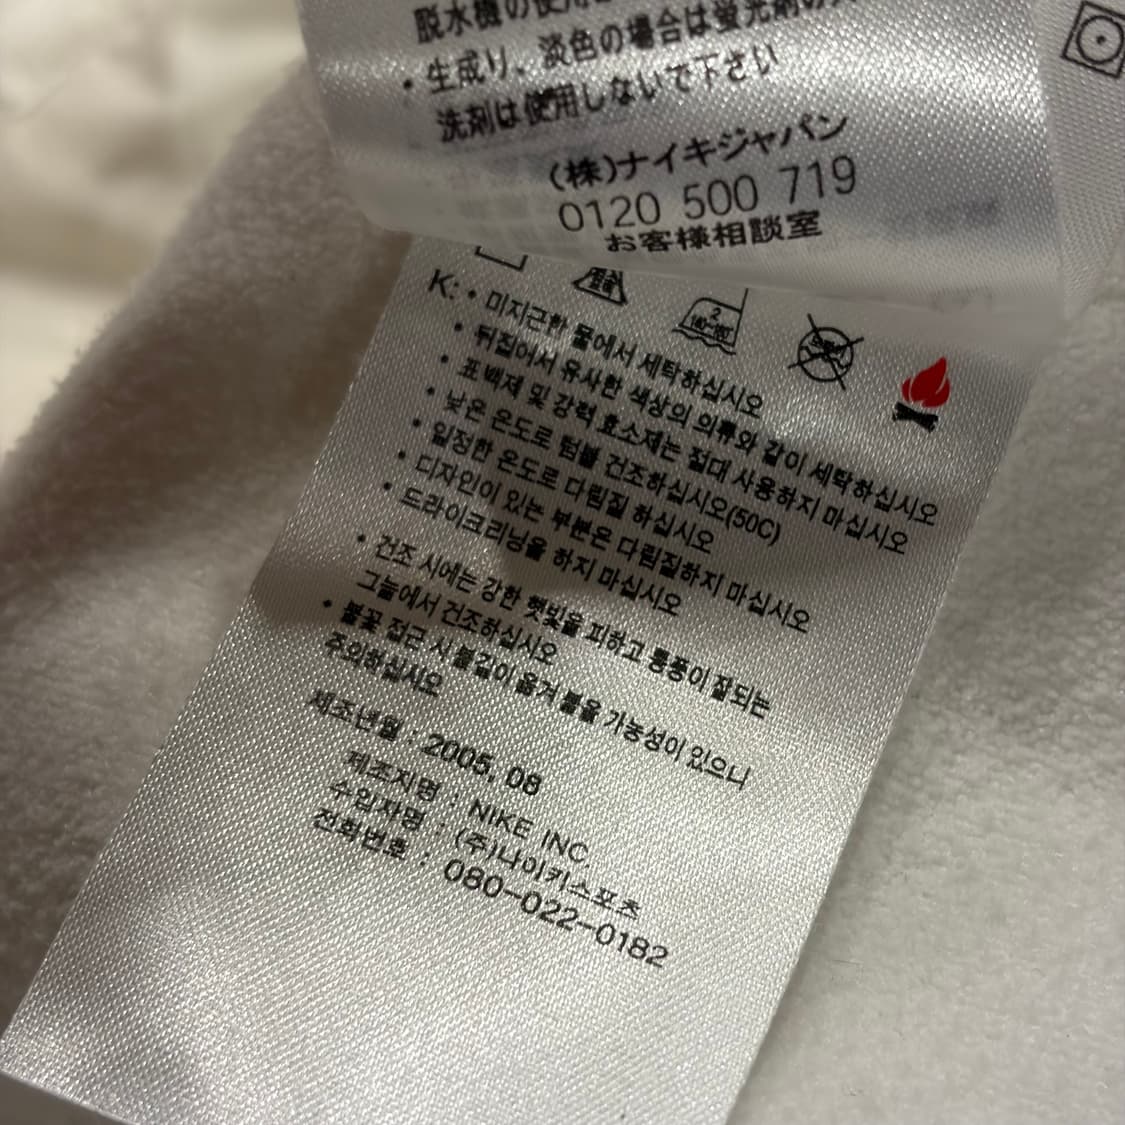 脱水機の使用
・生成り、淡色の場合は蛍光剤の入
洗剤は使用しないで下さい
(株)ナイキジャパン
0120 500 719
お客様相談室
2
K: • 미지근한 물에서 세탁하십시오
• 뒤집어서 유사한 색상의 의류와 같이 세탁하십시오
• 표백제 및 강력 효소제는 절대 사용하지 마십시오
• 낮은 온도로 텀블 건조하십시오(50C)
• 일정한 온도로 다림질 하십시오
• 디자인이 있는 부분은 다림질하지 마십시오
• 드라이크리닝을 하지 마십시오
• 건조 시에는 강한 햇빛을 피하고 통풍이 잘되는
그늘에서 건조하십시오
• 불꽃 접근 시 불길이 옮겨 붙을 가능성이 있으니
주의하십시오
제조년월 : 2005. 08
제조자명 : NIKE INC.
수입자명 : (주)나이키스포츠
전화번호 : 080-022-0182